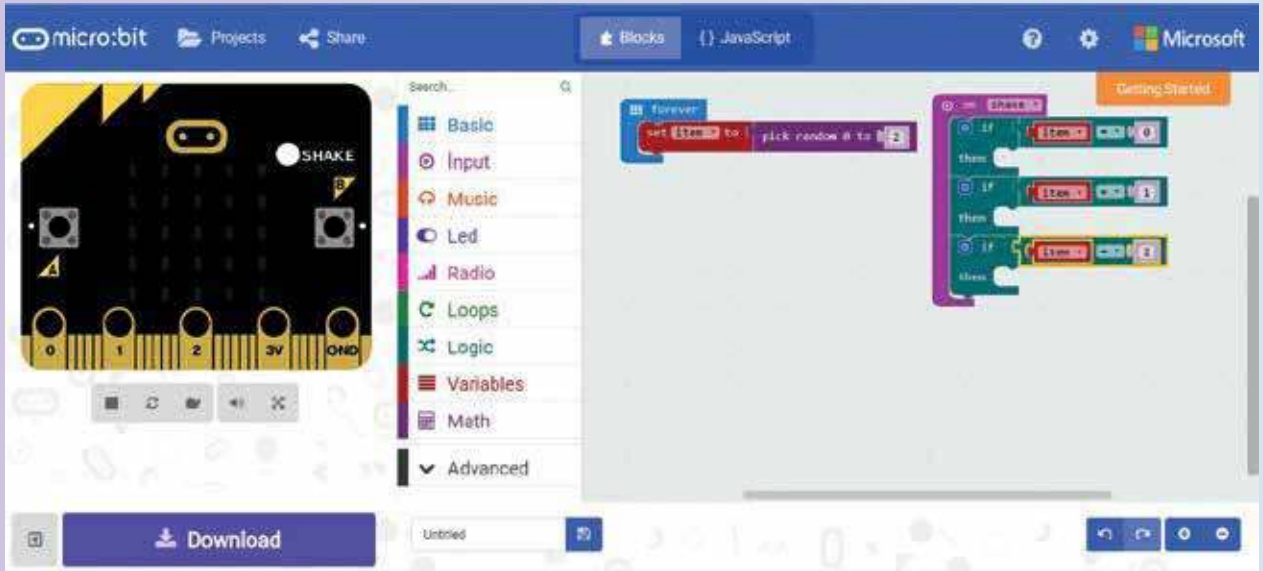 micro:bit Projects Share Blocks {} JavaScript Microsoft
Getting Started
Search...
Basic
Input
Music
Led
Radio
Loops
Logic
Variables
Math
Advanced
SHAKE
B
A
0 1 2 3V GND
forever
set item to pick random 0 to 2
on shake
if item = 0
then
if item = 1
then
if item = 2
then
Download
Untitled